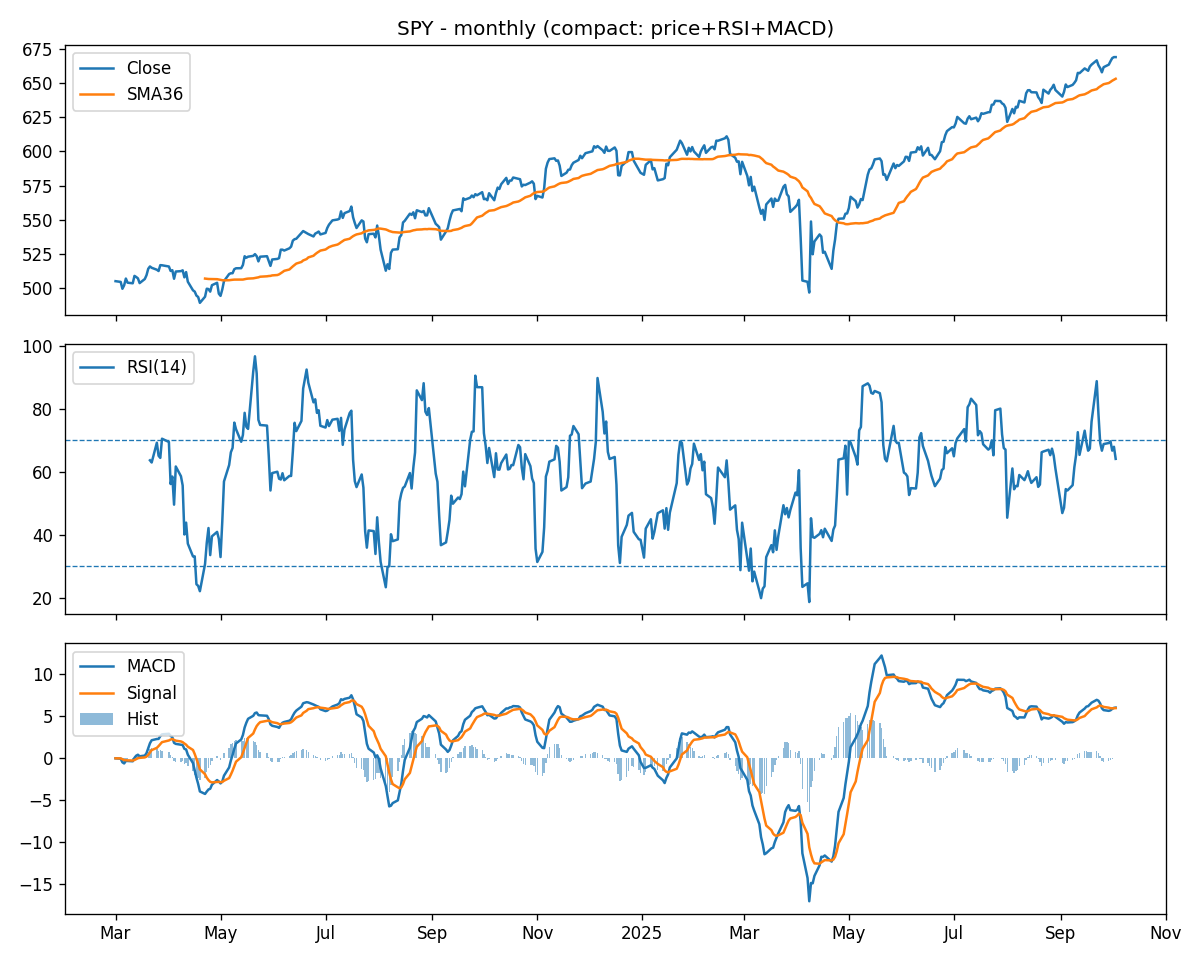 SPY - monthly (compact: price+RSI+MACD)
675
650
625
600
575
550
525
500
Close
SMA36
100
80
60
40
20
RSI(14)
10
5
0
−5
−10
−15
MACD
Signal
Hist
Mar May Jul Sep Nov 2025 Mar May Jul Sep Nov